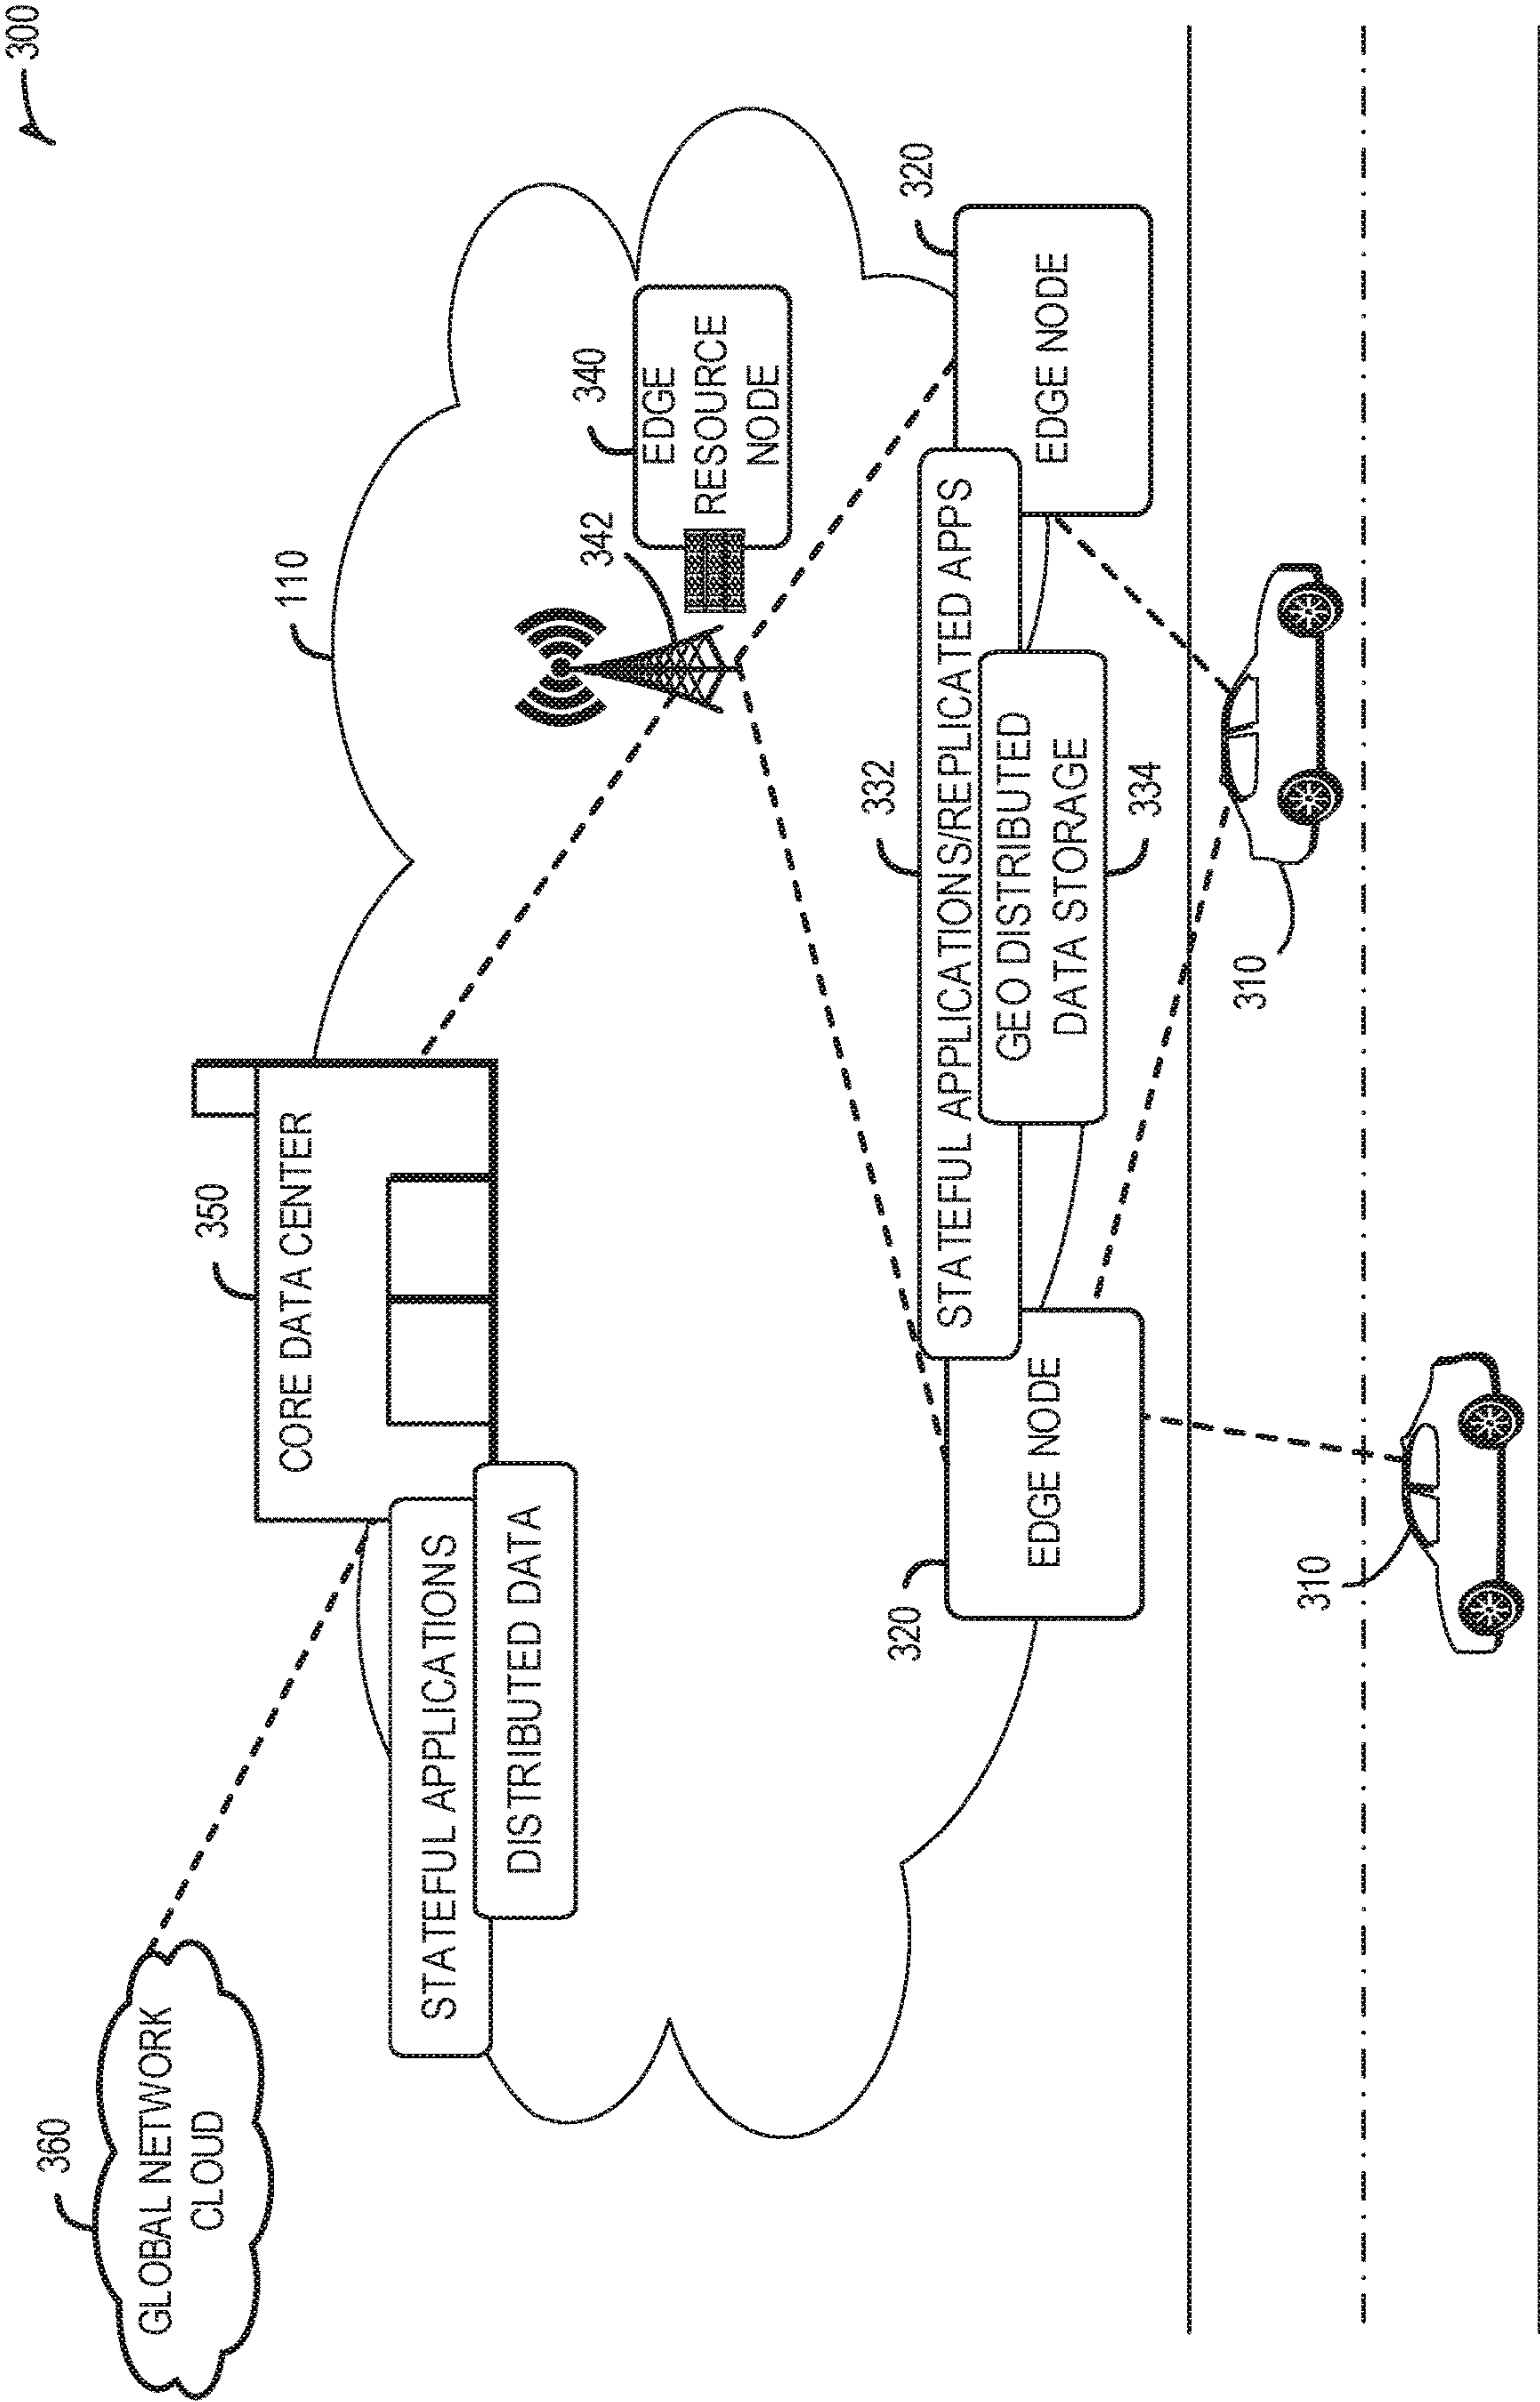 300
360
GLOBAL NETWORK
CLOUD
350
CORE DATA CENTER
STATEFUL APPLICATIONS
DISTRIBUTED DATA
110
342
340
EDGE
RESOURCE
NODE
320
EDGE NODE
332
STATEFUL APPLICATIONS/REPLICATED APPS
GEO DISTRIBUTED
DATA STORAGE
334
320
EDGE NODE
310
310